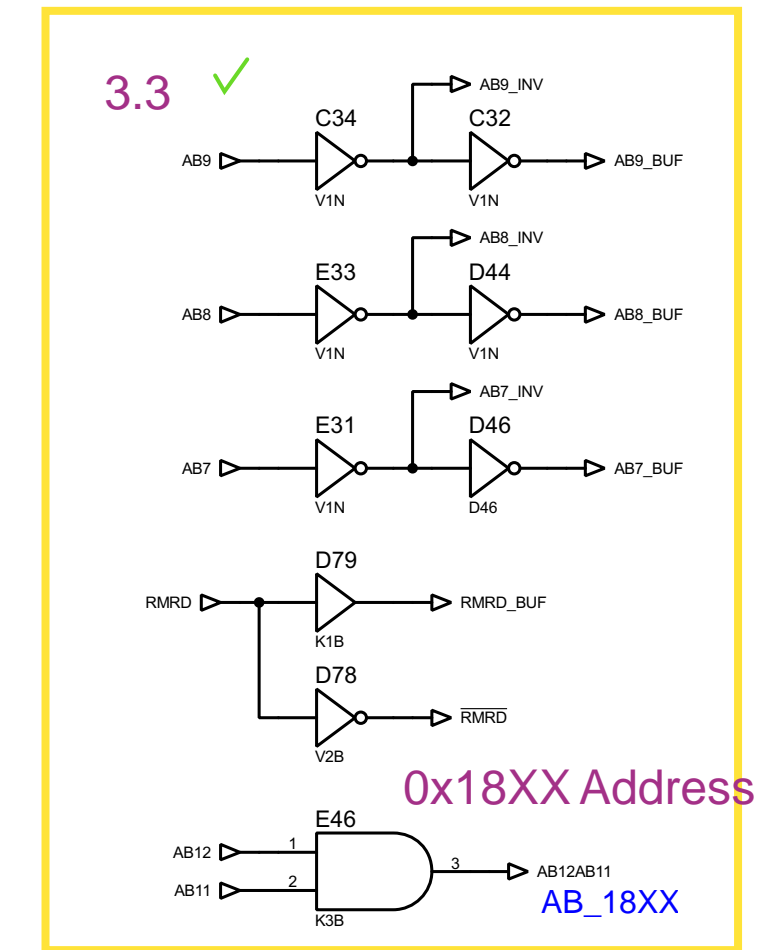 3.3
AB9_INV
C34 C32
AB9 AB9_BUF
V1N V1N
AB8_INV
E33 D44
AB8 AB8_BUF
V1N V1N
AB7_INV
E31 D46
AB7 AB7_BUF
V1N D46
D79
RMRD RMRD_BUF
K1B
D78
RMRD
V2B
0x18XX Address
E46
AB12 1
3 AB12AB11
AB11 2
AB_18XX
K3B